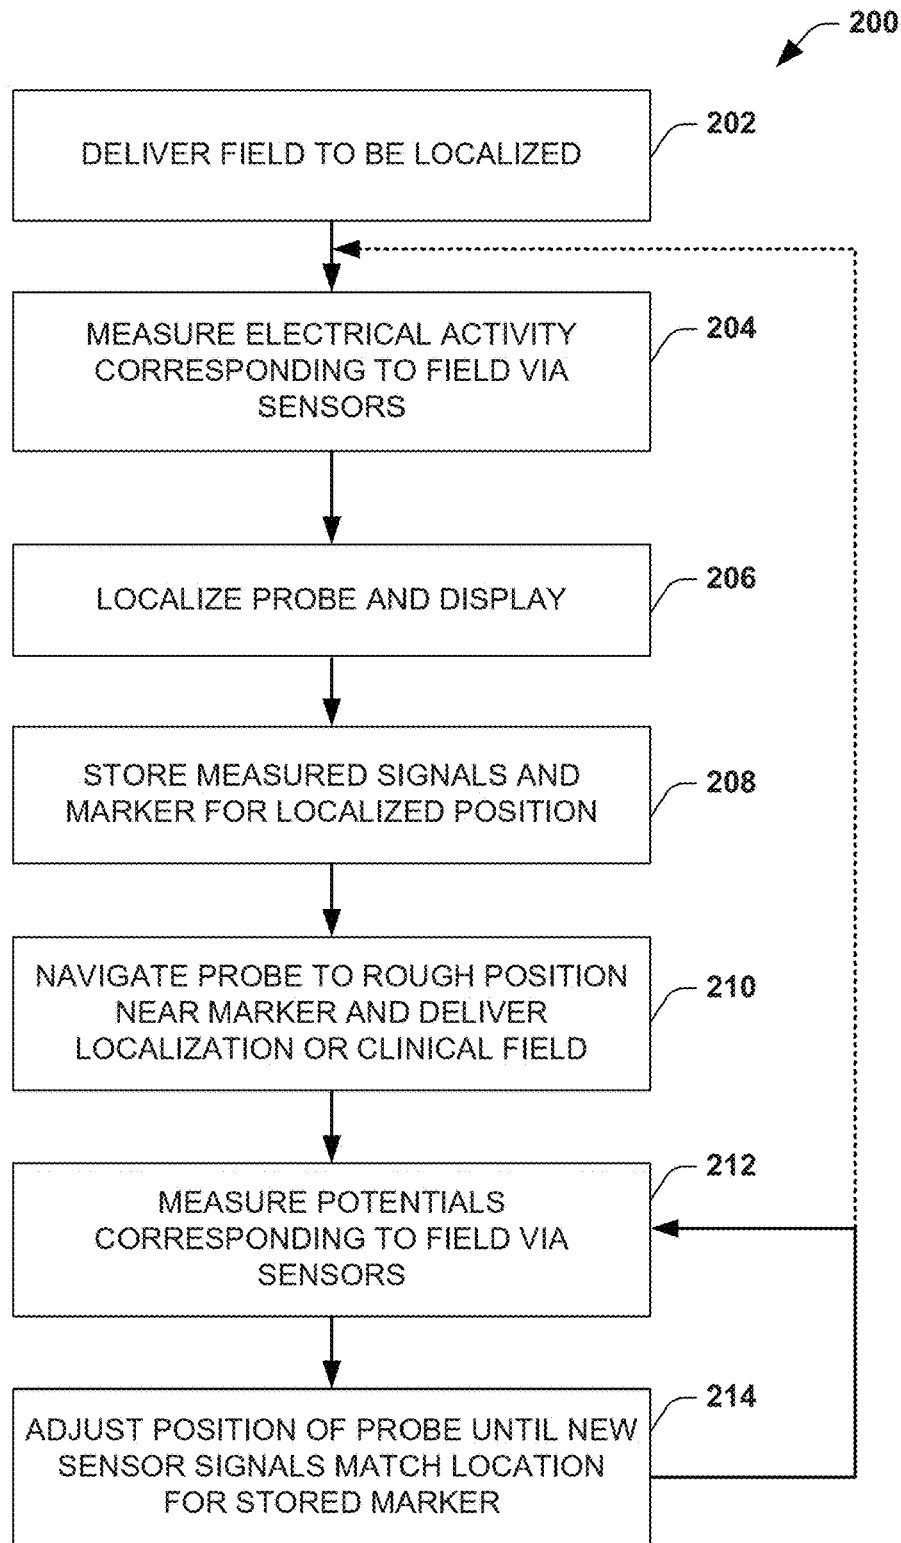 200
DELIVER FIELD TO BE LOCALIZED
202
MEASURE ELECTRICAL ACTIVITY
CORRESPONDING TO FIELD VIA
SENSORS
204
LOCALIZE PROBE AND DISPLAY
206
STORE MEASURED SIGNALS AND
MARKER FOR LOCALIZED POSITION
208
NAVIGATE PROBE TO ROUGH POSITION
NEAR MARKER AND DELIVER
LOCALIZATION OR CLINICAL FIELD
210
MEASURE POTENTIALS
CORRESPONDING TO FIELD VIA
SENSORS
212
ADJUST POSITION OF PROBE UNTIL NEW
SENSOR SIGNALS MATCH LOCATION
FOR STORED MARKER
214